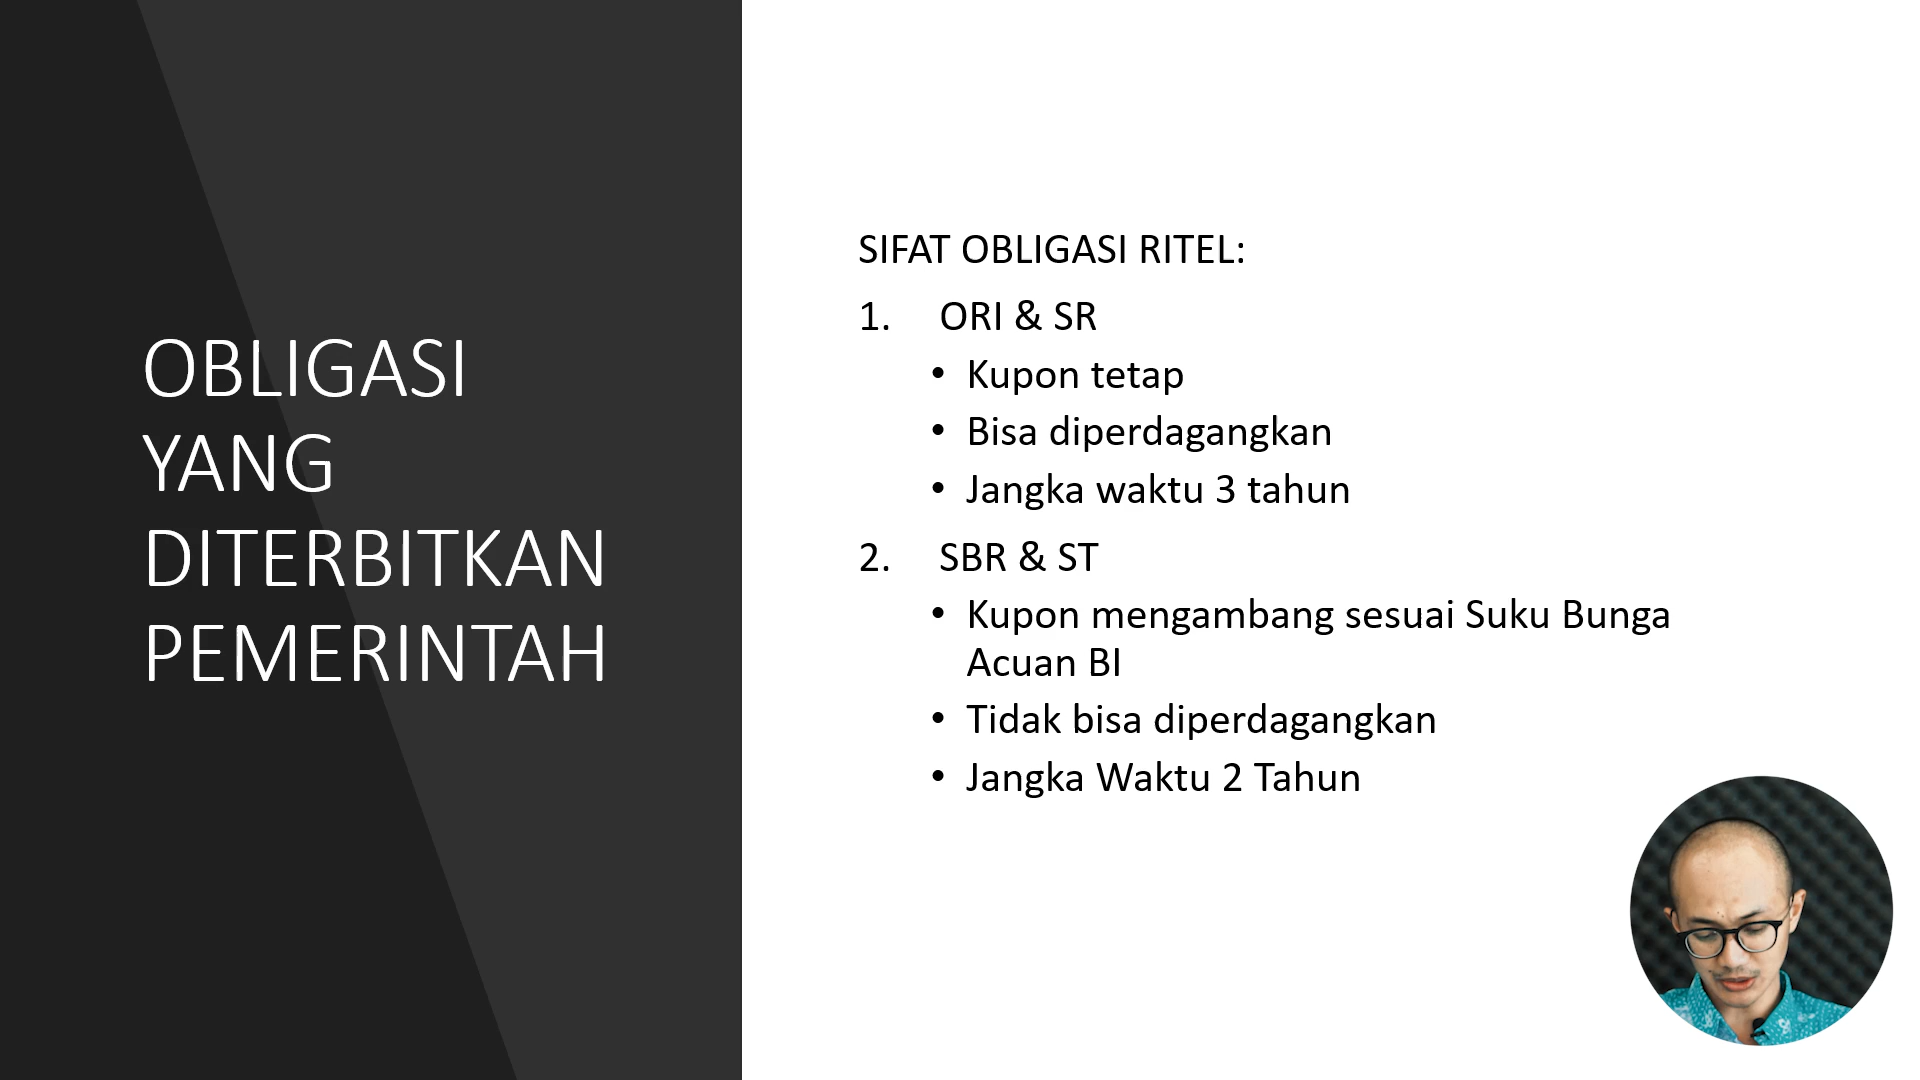 OBLIGASI
YANG
DITERBITKAN
PEMERINTAH
SIFAT OBLIGASI RITEL:
1. ORI & SR
• Kupon tetap
• Bisa diperdagangkan
• Jangka waktu 3 tahun
2. SBR & ST
• Kupon mengambang sesuai Suku Bunga
Acuan BI
• Tidak bisa diperdagangkan
• Jangka Waktu 2 Tahun